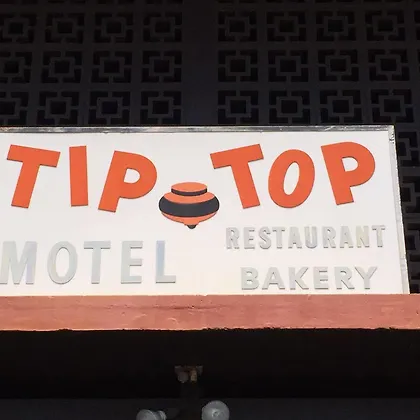 TIP TOP
MOTEL
RESTAURANT
BAKERY